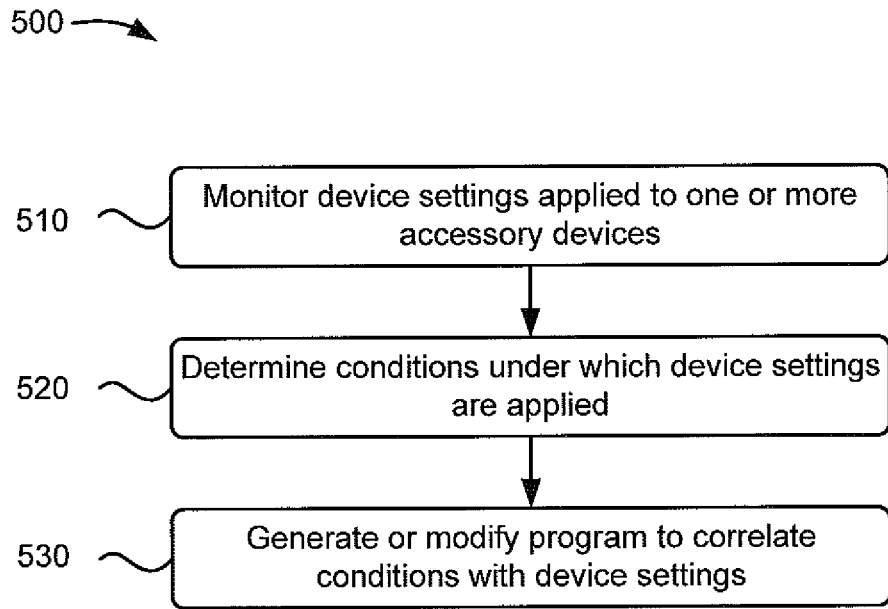 500
510
Monitor device settings applied to one or more
accessory devices
520
Determine conditions under which device settings
are applied
530
Generate or modify program to correlate
conditions with device settings